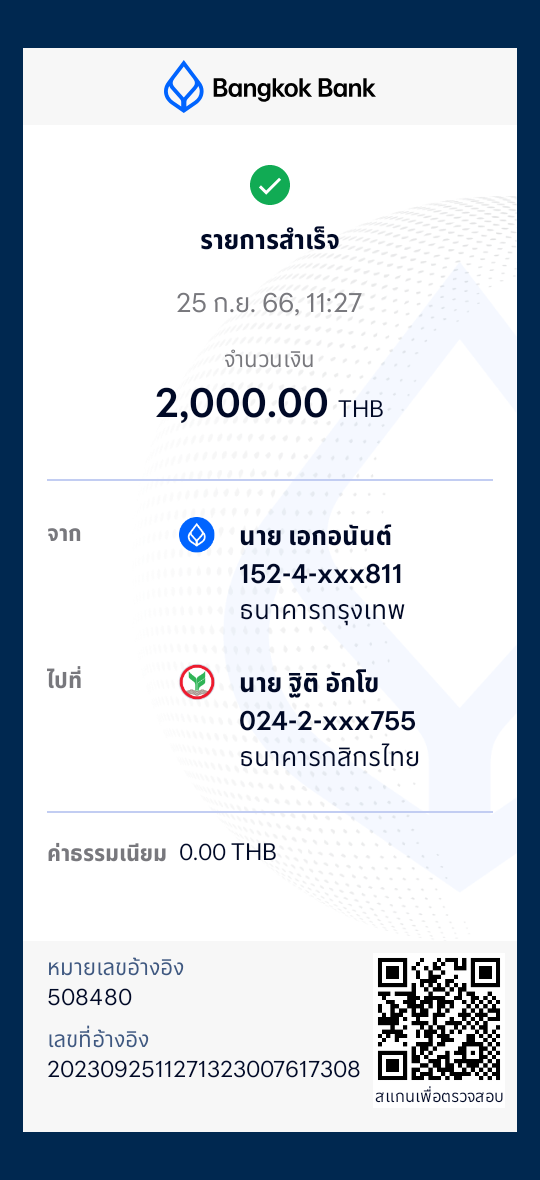 Bangkok Bank
รายการสำเร็จ
25 ก.ย. 66, 11:27
จำนวนเงิน
2,000.00 THB
จาก
นาย เอกอนันต์
152-4-xxx811
ธนาคารกรุงเทพ
ไปที่
นาย ฐิติ อักโข
024-2-xxx755
ธนาคารกสิกรไทย
ค่าธรรมเนียม 0.00 THB
หมายเลขอ้างอิง
508480
เลขที่อ้างอิง
2023092511271323007617308
สแกนเพื่อตรวจสอบ